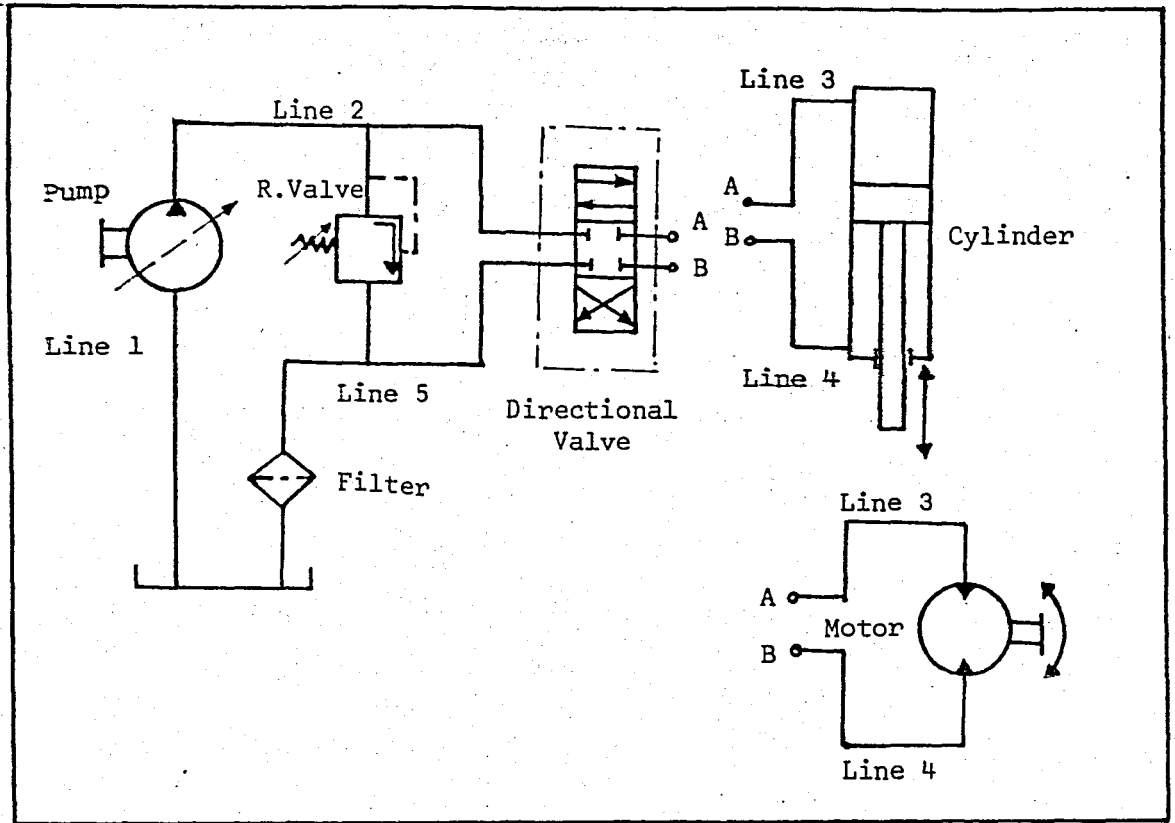 Line 3
Line 2
Pump
R.Valve
A
A
B
B
Cylinder
Line 1
Line 4
Line 5
Directional
Valve
Filter
Line 3
A
Motor
B
Line 4